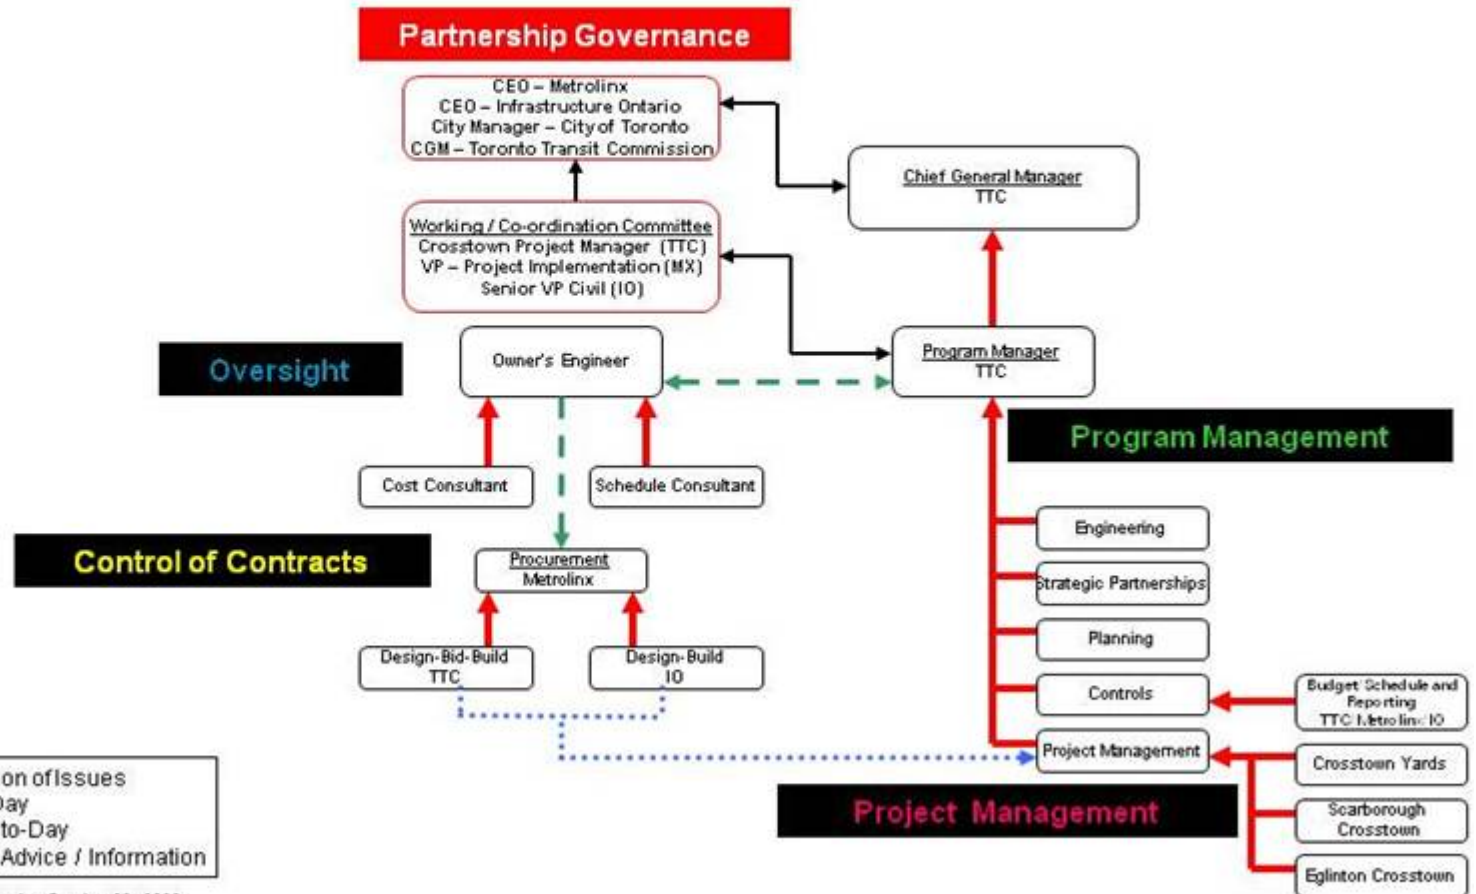 Partnership Governance
CEO – Metrolinx
CEO – Infrastructure Ontario
City Manager – City of Toronto
CGM – Toronto Transit Commission
Chief General Manager
TTC
Working / Co-ordination Committee
Crosstown Project Manager (TTC)
VP – Project Implementation (MX)
Senior VP Civil (IO)
Oversight
Owner's Engineer
Program Manager
TTC
Program Management
Cost Consultant
Schedule Consultant
Engineering
Control of Contracts
Procurement
Metrolinx
Strategic Partnerships
Planning
Design-Bid-Build
TTC
Design-Build
IO
Controls
Budget/Schedule and
Reporting
TTC/Metrolinx/IO
Project Management
Crosstown Yards
Project Management
Scarborough
Crosstown
Eglinton Crosstown
on of Issues
Day
to-Day
Advice / Information